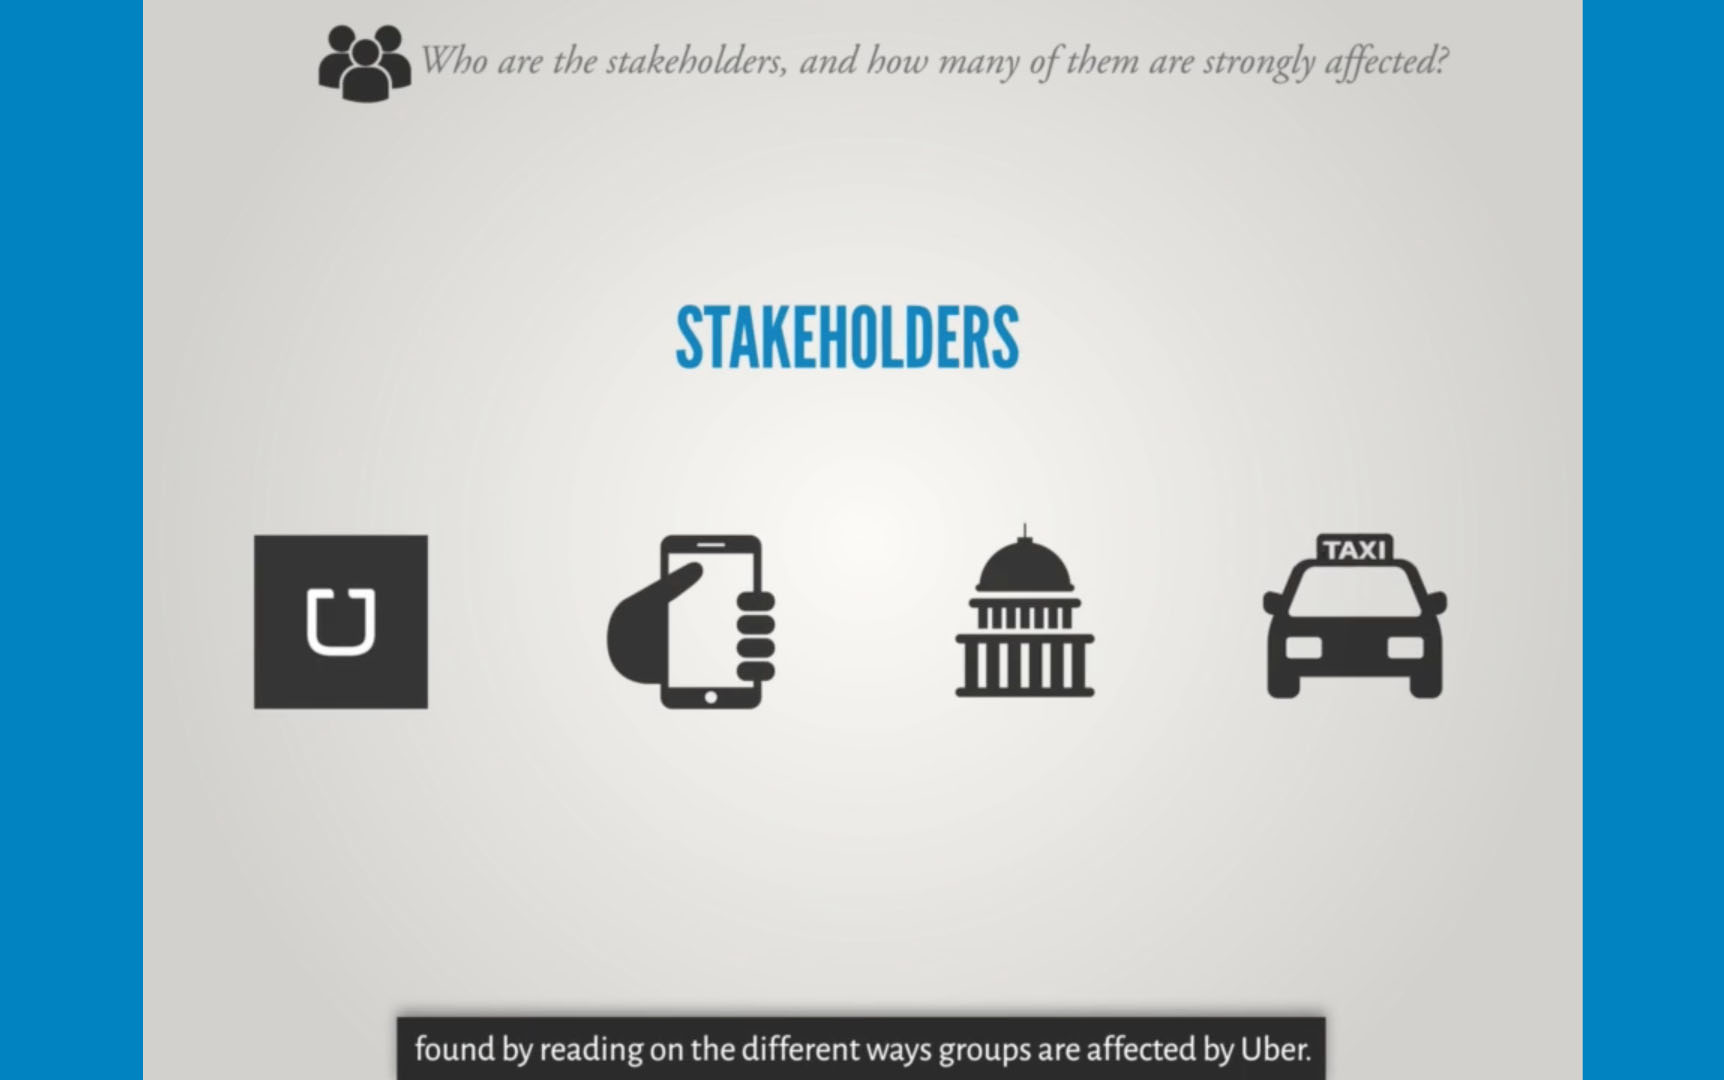 Who are the stakeholders, and how many of them are strongly affected?
STAKEHOLDERS
U
TAXI
found by reading on the different ways groups are affected by Uber.